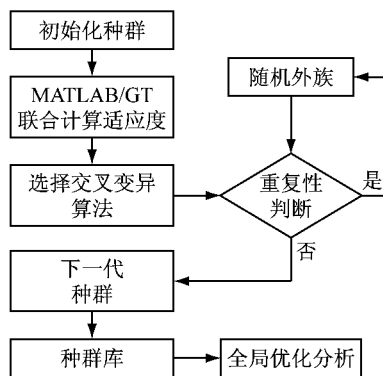 初始化种群
MATLAB/GT
联合计算适应度
随机外族
选择交叉变异
算法
重复性
判断
是
否
下一代
种群
种群库
全局优化分析